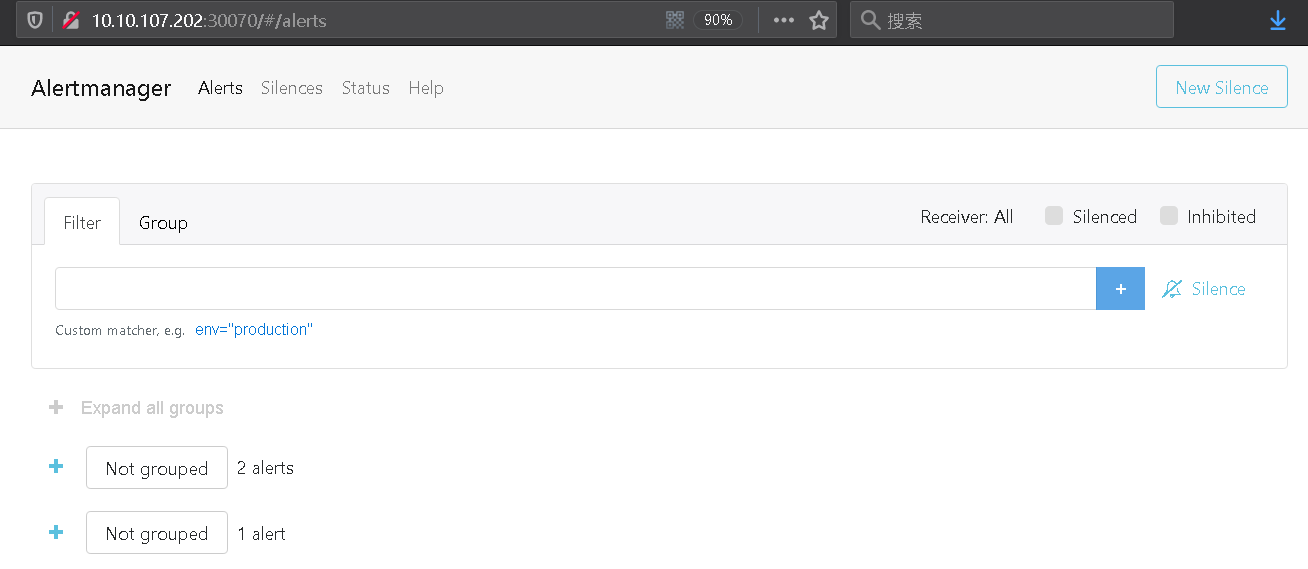 10.10.107.202:30070/#/alerts 90% 搜索
Alertmanager Alerts Silences Status Help New Silence
Filter Group Receiver: All Silenced Inhibited
+ Silence
Custom matcher, e.g. env="production"
+ Expand all groups
+ Not grouped 2 alerts
+ Not grouped 1 alert